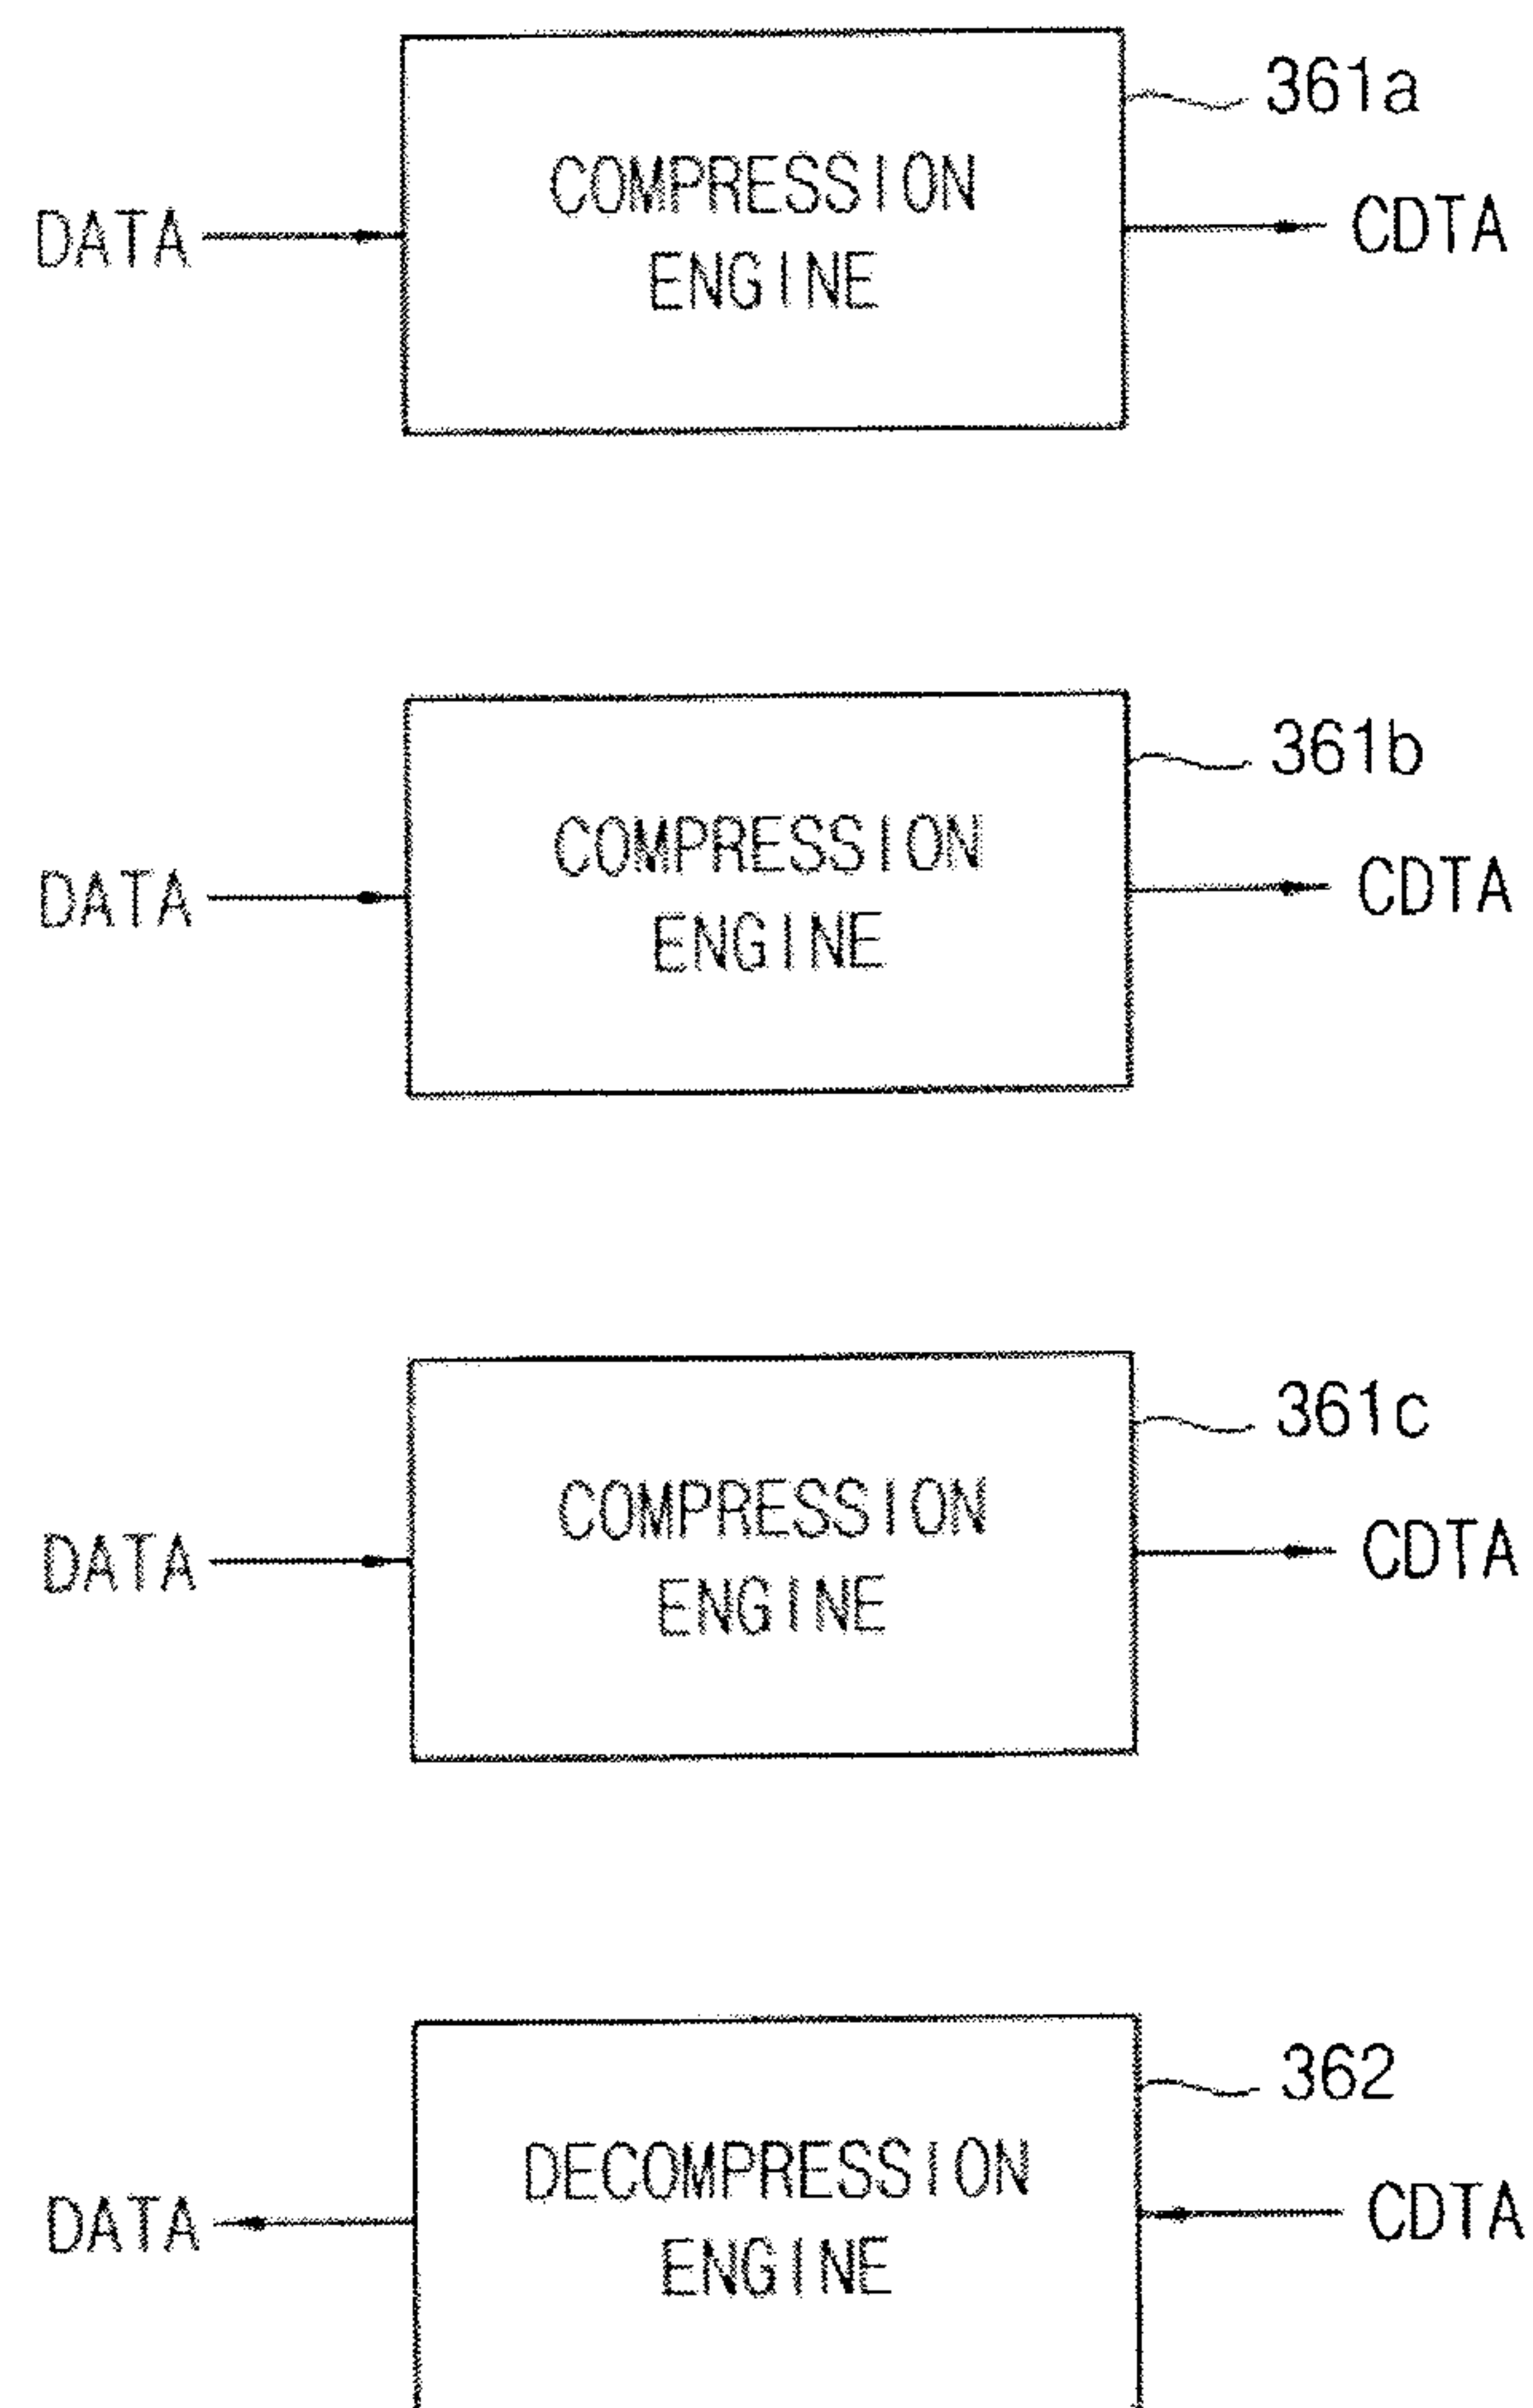 361a
COMPRESSION
ENGINE
DATA
CDTA
361b
COMPRESSION
ENGINE
DATA
CDTA
361c
COMPRESSION
ENGINE
DATA
CDTA
362
DECOMPRESSION
ENGINE
DATA
CDTA